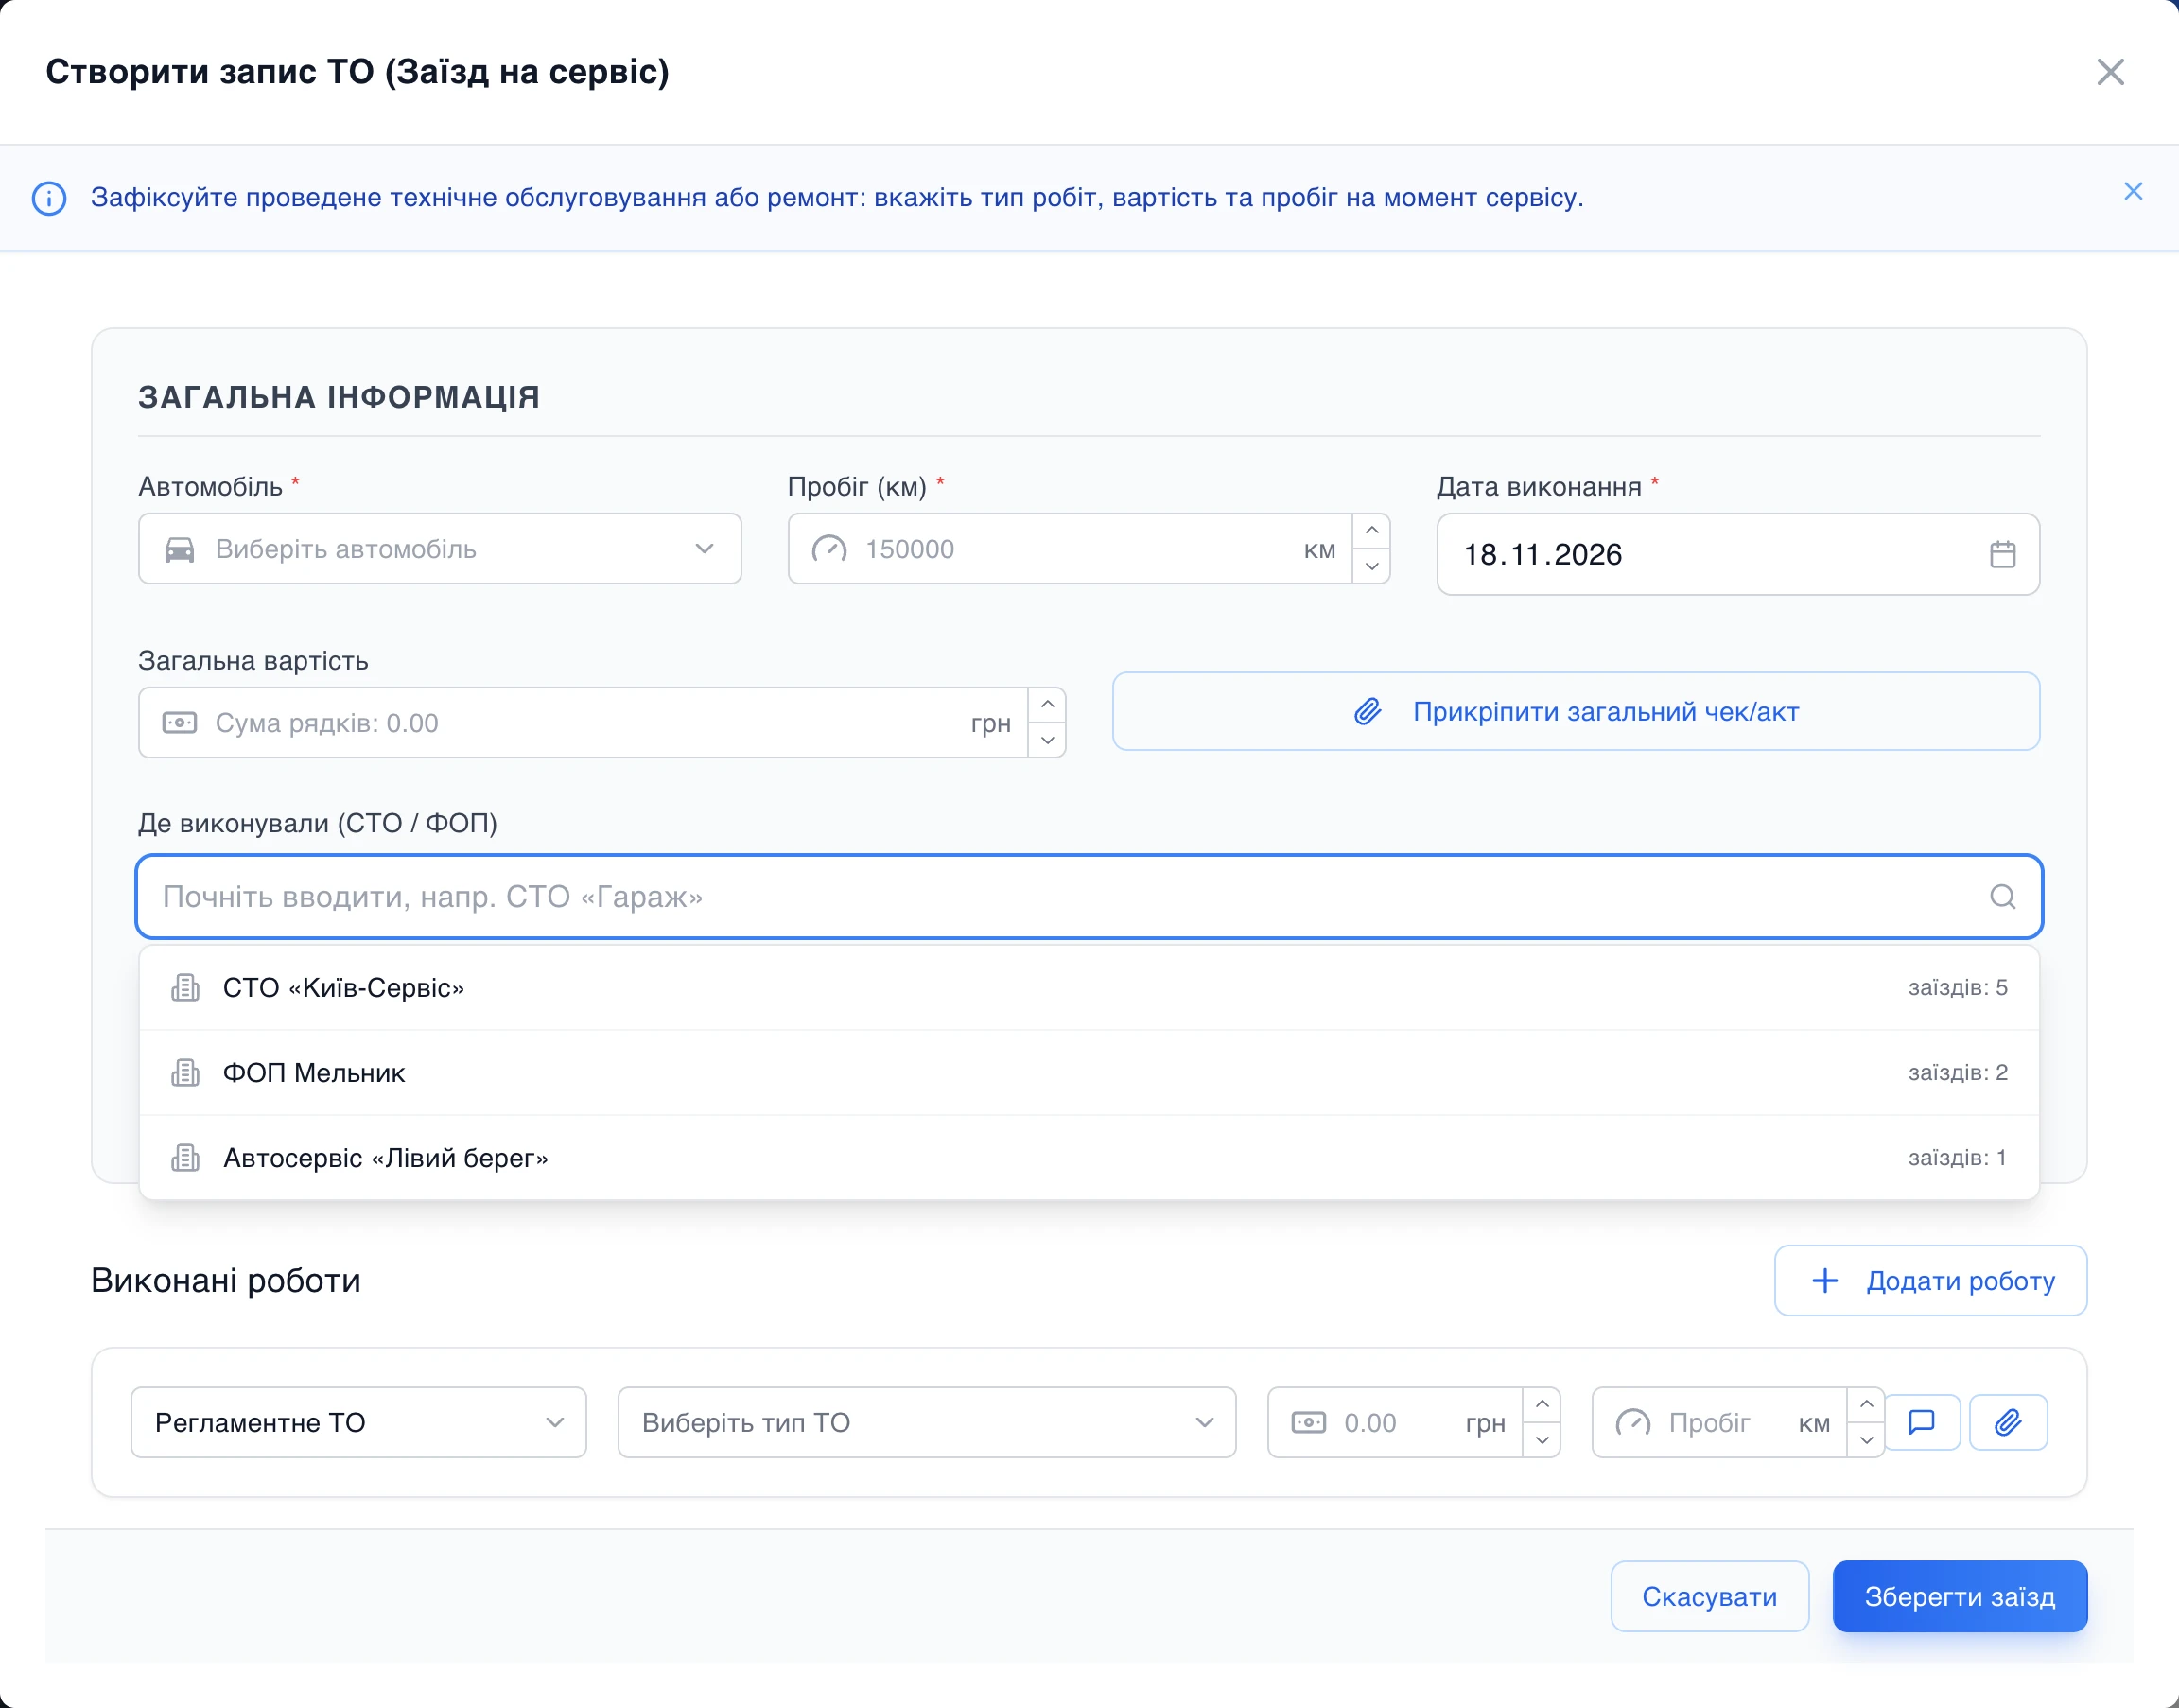 Створити запис ТО (Заїзд на сервіс)
Зафіксуйте проведене технічне обслуговування або ремонт: вкажіть тип робіт, вартість та пробіг на момент сервісу.
ЗАГАЛЬНА ІНФОРМАЦІЯ
Автомобіль *
Пробіг (км) *
Дата виконання *
Виберіть автомобіль
150000 км
18.11.2026
Загальна вартість
Сума рядків: 0.00 грн
Прикріпити загальний чек/акт
Де виконували (СТО / ФОП)
Почніть вводити, напр. СТО «Гараж»
СТО «Київ-Сервіс» заїздів: 5
ФОП Мельник заїздів: 2
Автосервіс «Лівий берег» заїздів: 1
Виконані роботи
Додати роботу
Регламентне ТО
Виберіть тип ТО
0.00 грн
Пробіг км
Скасувати
Зберегти заїзд